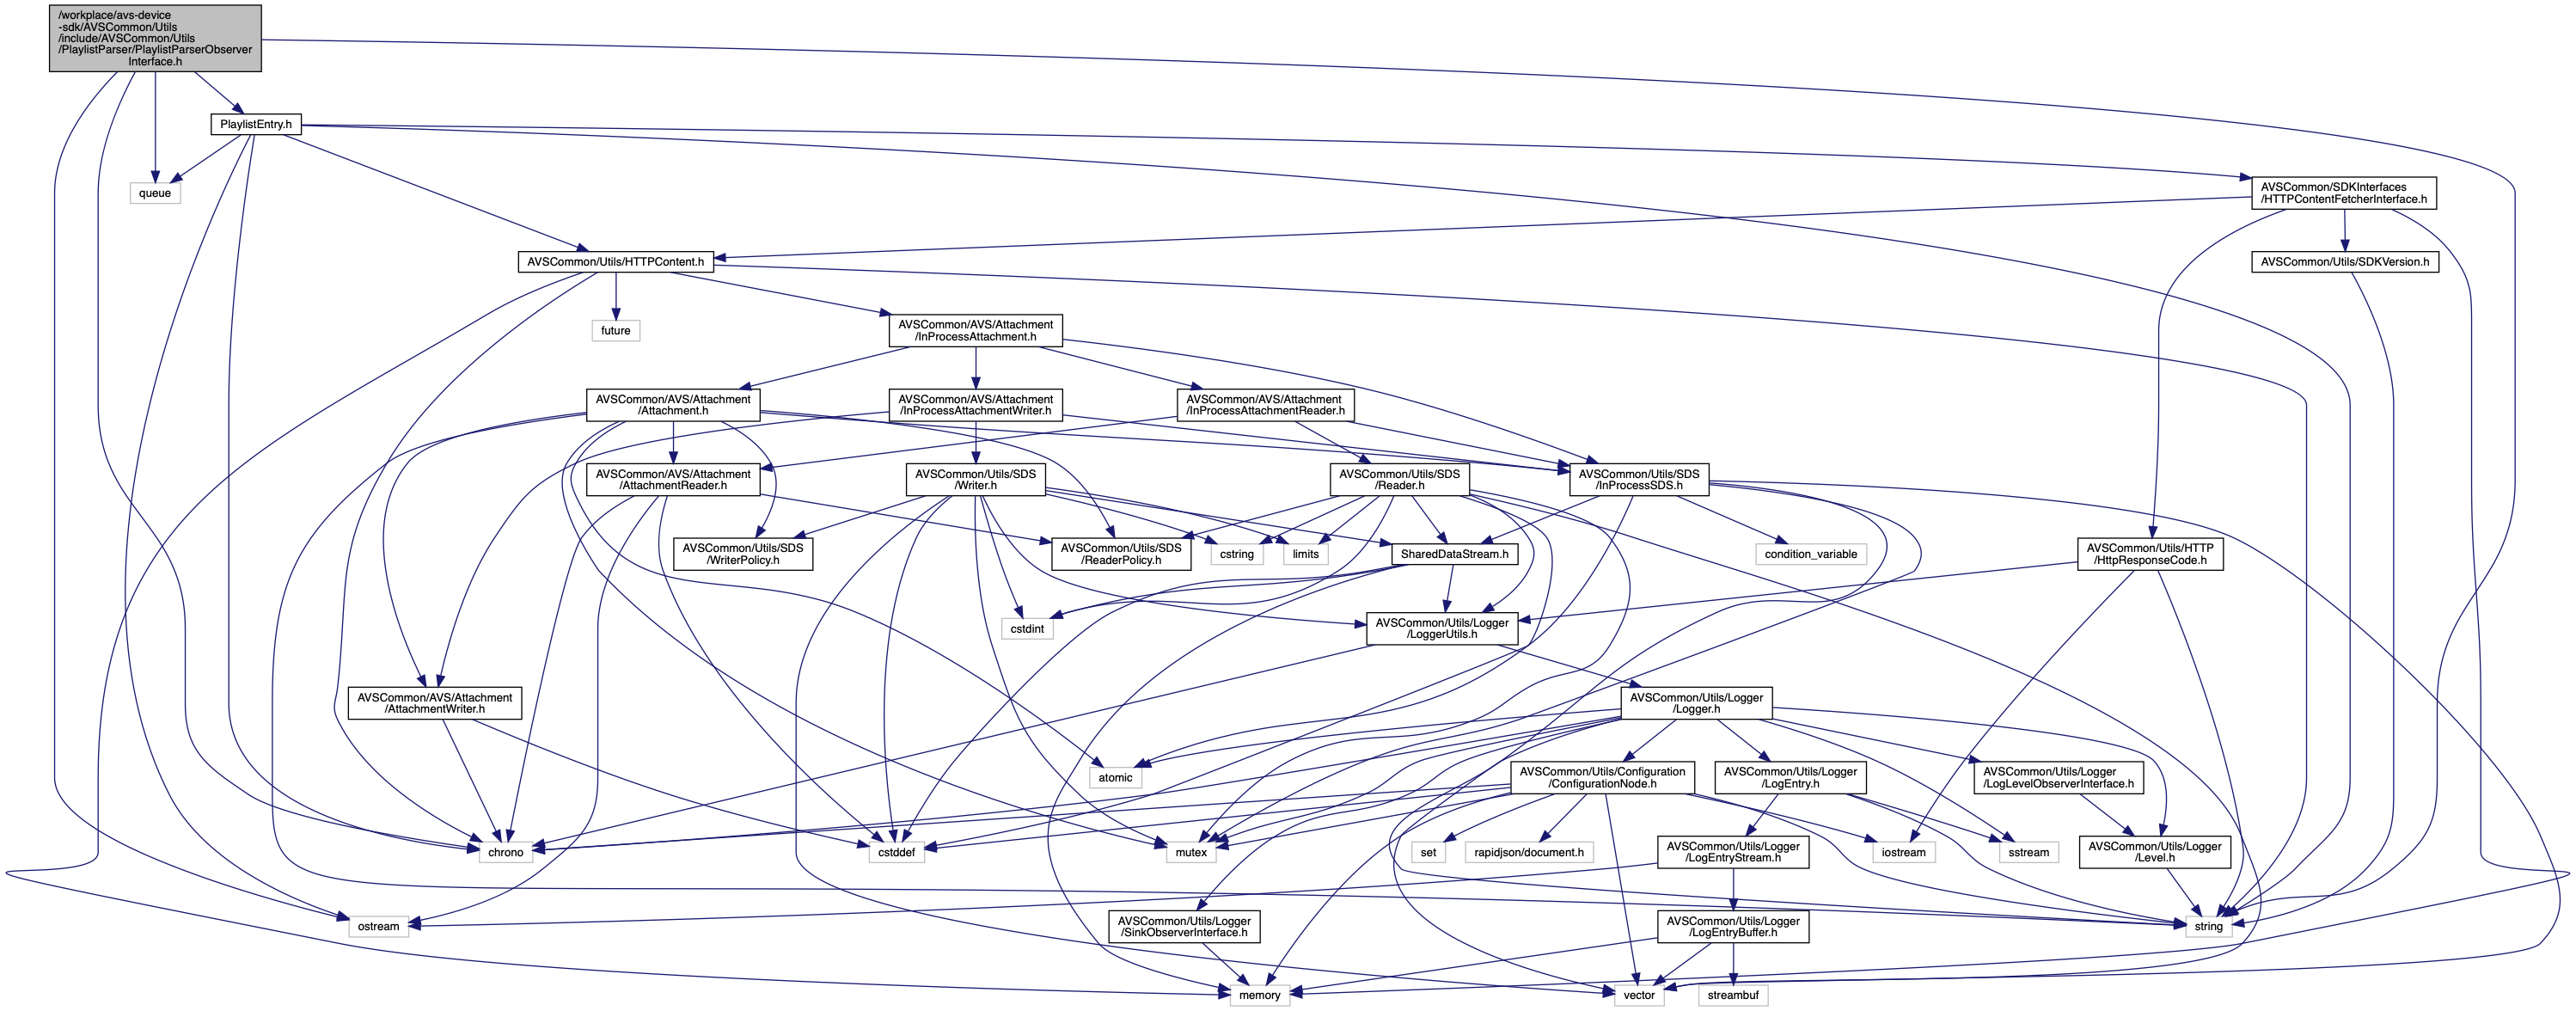 /workplace/avs-device
-sdk/AVSCommon/Utils
/include/AVSCommon/Utils
/PlaylistParser/PlaylistParserObserver
Interface.h
PlaylistEntry.h
queue
AVSCommon/SDKInterfaces
/HTTPContentFetcherInterface.h
AVSCommon/Utils/HTTPContent.h
AVSCommon/Utils/SDKVersion.h
future
AVSCommon/AVS/Attachment
/InProcessAttachment.h
AVSCommon/AVS/Attachment
/Attachment.h
AVSCommon/AVS/Attachment
/InProcessAttachmentWriter.h
AVSCommon/AVS/Attachment
/InProcessAttachmentReader.h
AVSCommon/AVS/Attachment
/AttachmentReader.h
AVSCommon/Utils/SDS
/Writer.h
AVSCommon/Utils/SDS
/Reader.h
AVSCommon/Utils/SDS
/InProcessSDS.h
AVSCommon/Utils/SDS
/WriterPolicy.h
AVSCommon/Utils/SDS
/ReaderPolicy.h
cstring
limits
SharedDataStream.h
condition_variable
AVSCommon/Utils/HTTP
/HttpResponseCode.h
cstdint
AVSCommon/Utils/Logger
/LoggerUtils.h
AVSCommon/AVS/Attachment
/AttachmentWriter.h
AVSCommon/Utils/Logger
/Logger.h
atomic
AVSCommon/Utils/Configuration
/ConfigurationNode.h
AVSCommon/Utils/Logger
/LogEntry.h
AVSCommon/Utils/Logger
/LogLevelObserverInterface.h
chrono
cstddef
mutex
set
rapidjson/document.h
AVSCommon/Utils/Logger
/LogEntryStream.h
iostream
sstream
AVSCommon/Utils/Logger
/Level.h
ostream
AVSCommon/Utils/Logger
/SinkObserverInterface.h
AVSCommon/Utils/Logger
/LogEntryBuffer.h
string
memory
vector
streambuf